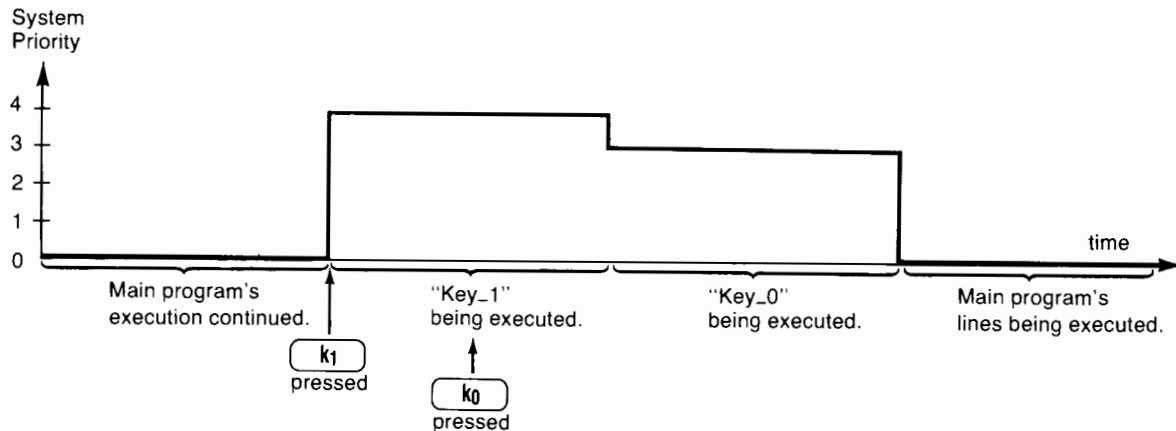 System
Priority
4
3
2
1
0
time
Main program's
execution continued.
"Key_1"
being executed.
"Key_0"
being executed.
Main program's
lines being executed.
k1
pressed
k0
pressed